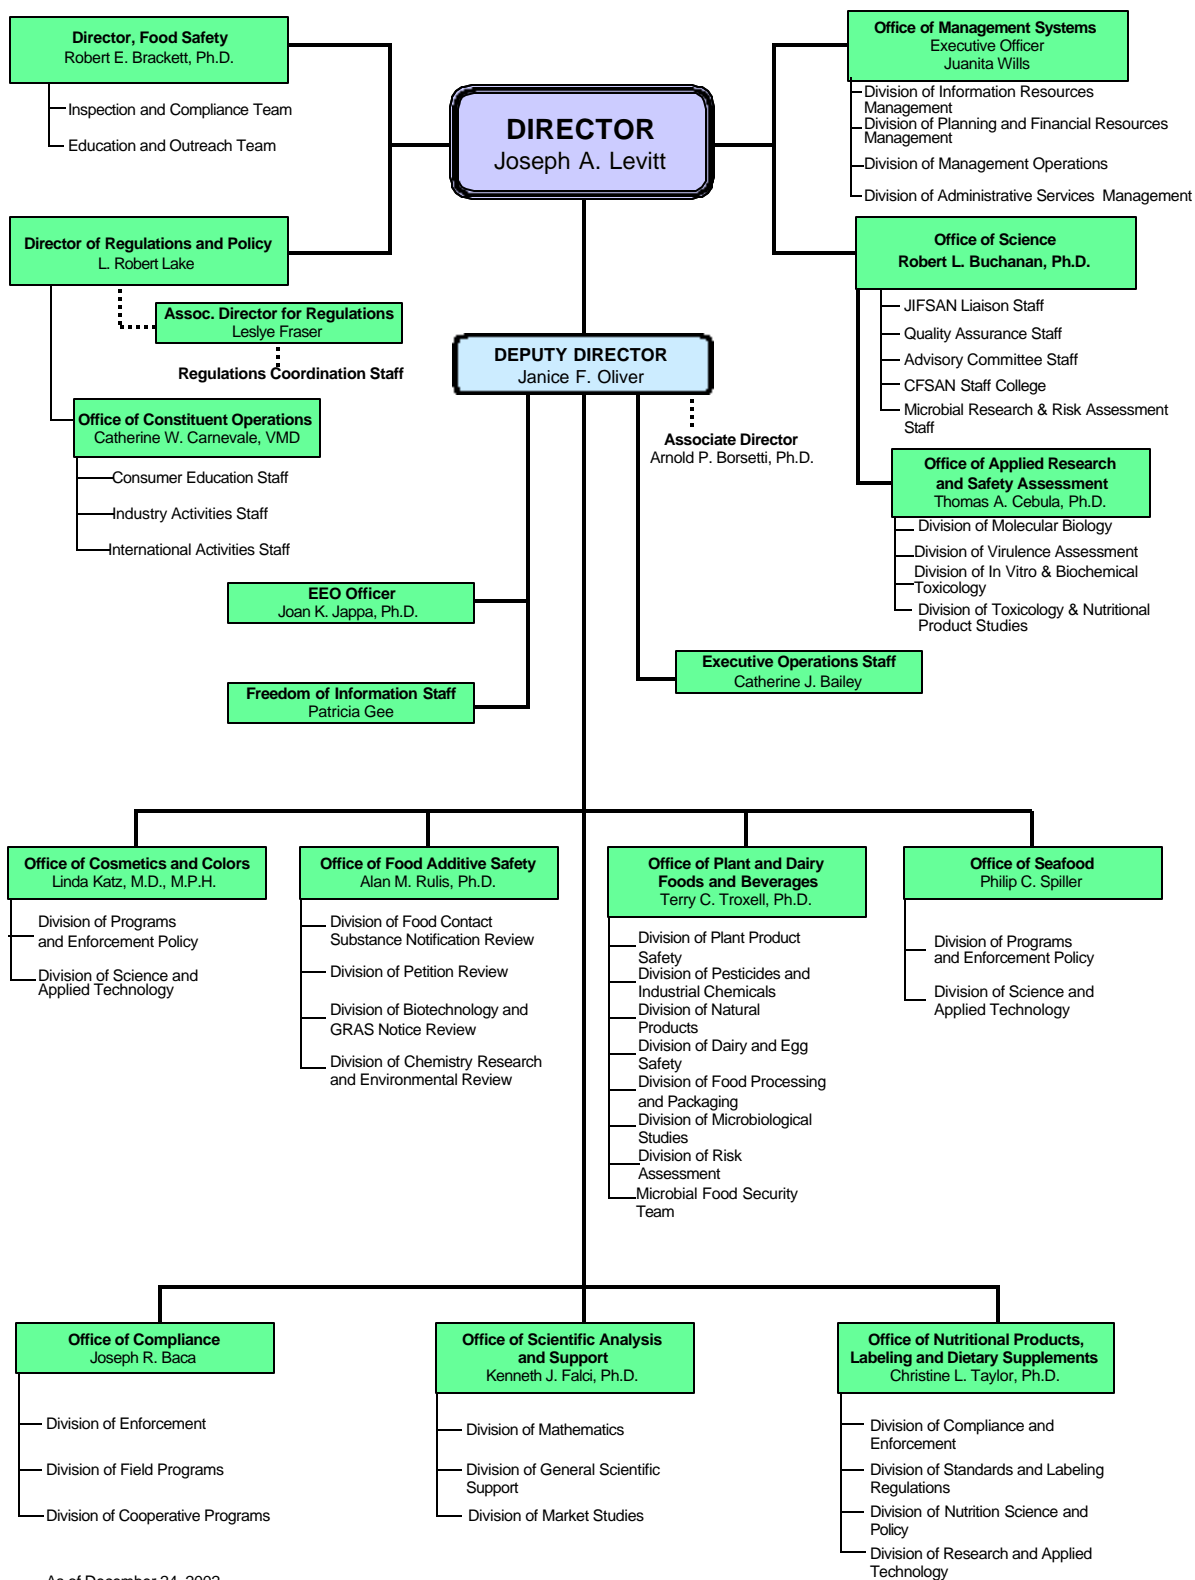 Director, Food Safety
Robert E. Brackett, Ph.D.
Inspection and Compliance Team
Education and Outreach Team
DIRECTOR
Joseph A. Levitt
Office of Management Systems
Executive Officer
Juanita Wills
Division of Information Resources
Management
Division of Planning and Financial Resources
Management
Division of Management Operations
Division of Administrative Services Management
Director of Regulations and Policy
L. Robert Lake
Assoc. Director for Regulations
Leslye Fraser
Regulations Coordination Staff
Office of Constituent Operations
Catherine W. Carnevale, VMD
Consumer Education Staff
Industry Activities Staff
International Activities Staff
DEPUTY DIRECTOR
Janice F. Oliver
Associate Director
Arnold P. Borsetti, Ph.D.
Office of Science
Robert L. Buchanan, Ph.D.
JIFSAN Liaison Staff
Quality Assurance Staff
Advisory Committee Staff
CFSAN Staff College
Microbial Research & Risk Assessment
Staff
Office of Applied Research
and Safety Assessment
Thomas A. Cebula, Ph.D.
Division of Molecular Biology
Division of Virulence Assessment
Division of In Vitro & Biochemical
Toxicology
Division of Toxicology & Nutritional
Product Studies
EEO Officer
Joan K. Jappa, Ph.D.
Freedom of Information Staff
Patricia Gee
Executive Operations Staff
Catherine J. Bailey
Office of Cosmetics and Colors
Linda Katz, M.D., M.P.H.
Division of Programs
and Enforcement Policy
Division of Science and
Applied Technology
Office of Food Additive Safety
Alan M. Rulis, Ph.D.
Division of Food Contact
Substance Notification Review
Division of Petition Review
Division of Biotechnology and
GRAS Notice Review
Division of Chemistry Research
and Environmental Review
Office of Plant and Dairy
Foods and Beverages
Terry C. Troxell, Ph.D.
Division of Plant Product
Safety
Division of Pesticides and
Industrial Chemicals
Division of Natural
Products
Division of Dairy and Egg
Safety
Division of Food Processing
and Packaging
Division of Microbiological
Studies
Division of Risk
Assessment
Microbial Food Security
Team
Office of Seafood
Philip C. Spiller
Division of Programs
and Enforcement Policy
Division of Science and
Applied Technology
Office of Compliance
Joseph R. Baca
Division of Enforcement
Division of Field Programs
Division of Cooperative Programs
Office of Scientific Analysis
and Support
Kenneth J. Falci, Ph.D.
Division of Mathematics
Division of General Scientific
Support
Division of Market Studies
Office of Nutritional Products,
Labeling and Dietary Supplements
Christine L. Taylor, Ph.D.
Division of Compliance and
Enforcement
Division of Standards and Labeling
Regulations
Division of Nutrition Science and
Policy
Division of Research and Applied
Technology
As of December